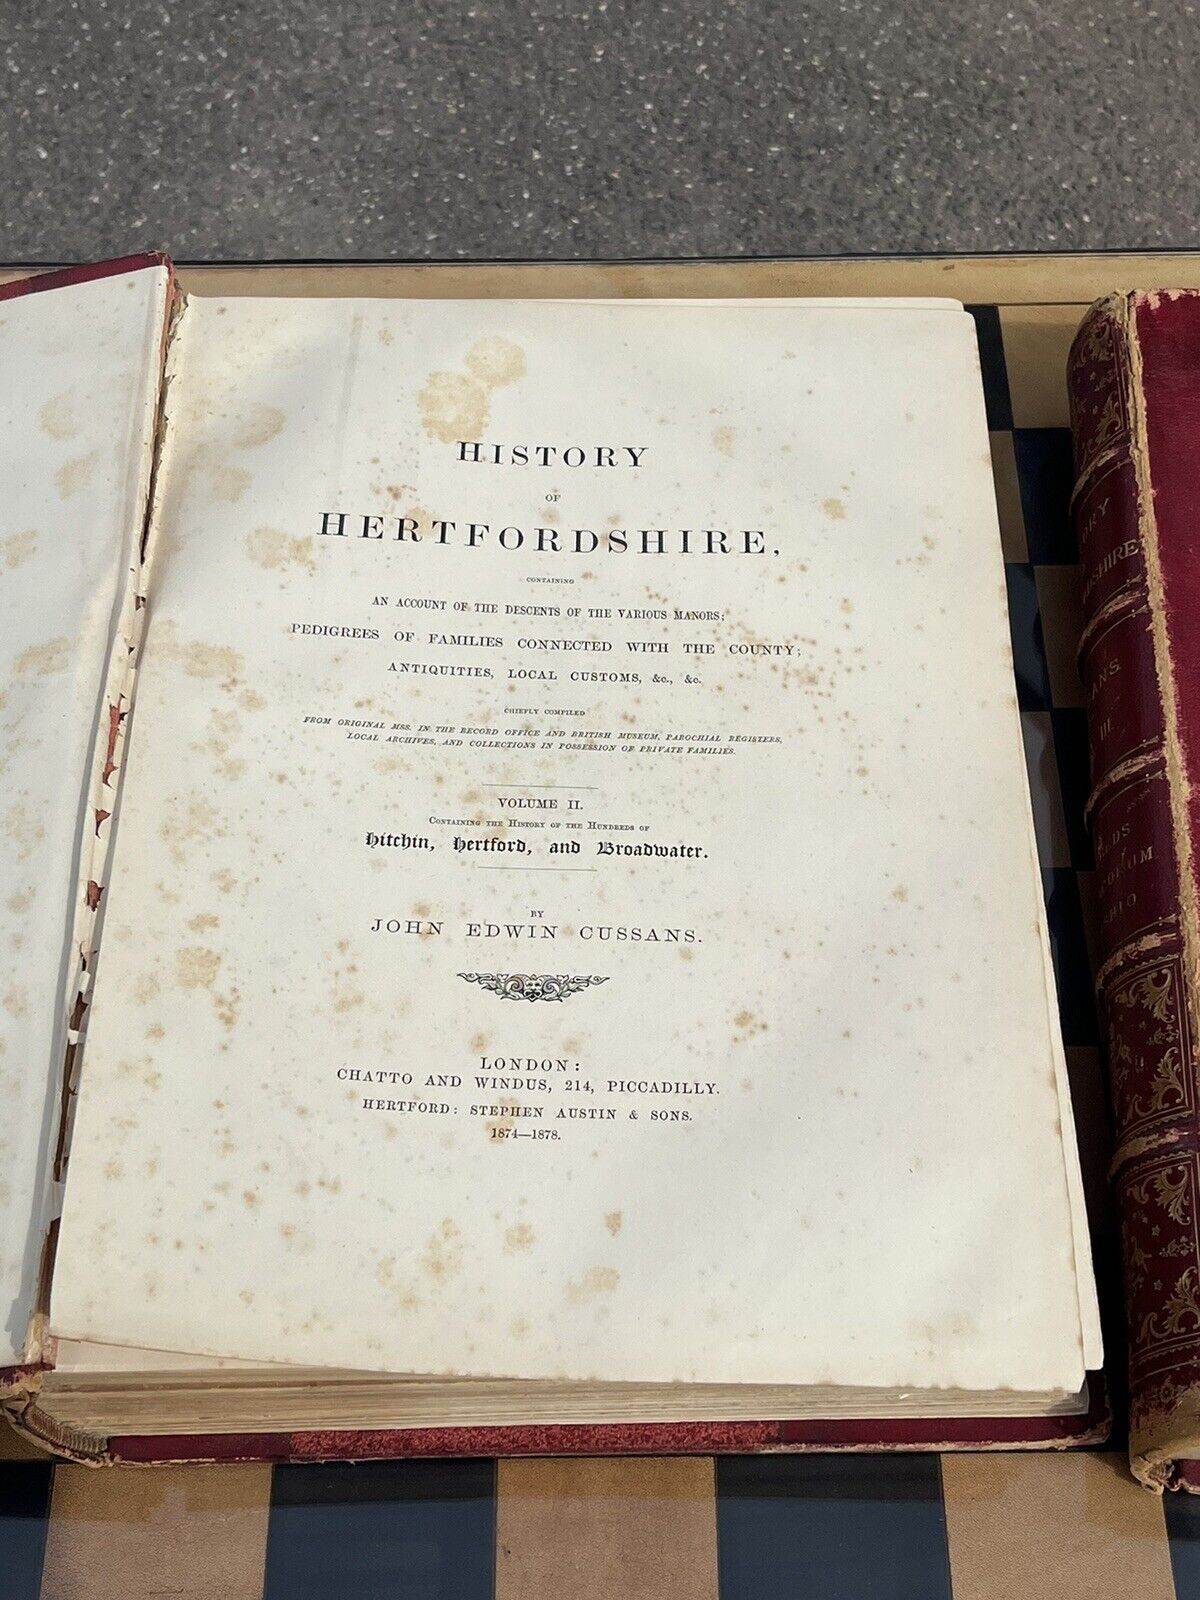 HISTORY
OF
HERTFORDSHIRE,
CONTAINING
AN ACCOUNT OF THE DESCENTS OF THE VARIOUS MANORS;
PEDIGREES OF FAMILIES CONNECTED WITH THE COUNTY;
ANTIQUITIES, LOCAL CUSTOMS, &c., &c.
CHIEFLY COMPILED
FROM ORIGINAL MSS. IN THE RECORD OFFICE AND BRITISH MUSEUM, PAROCHIAL REGISTERS,
LOCAL ARCHIVES, AND COLLECTIONS IN POSSESSION OF PRIVATE FAMILIES.
VOLUME II.
CONTAINING THE HISTORY OF THE HUNDREDS OF
Hitchin, Hertford, and Broadwater.
BY
JOHN EDWIN CUSSANS.
LONDON:
CHATTO AND WINDUS, 214, PICCADILLY.
HERTFORD: STEPHEN AUSTIN & SONS.
1874—1878.
III